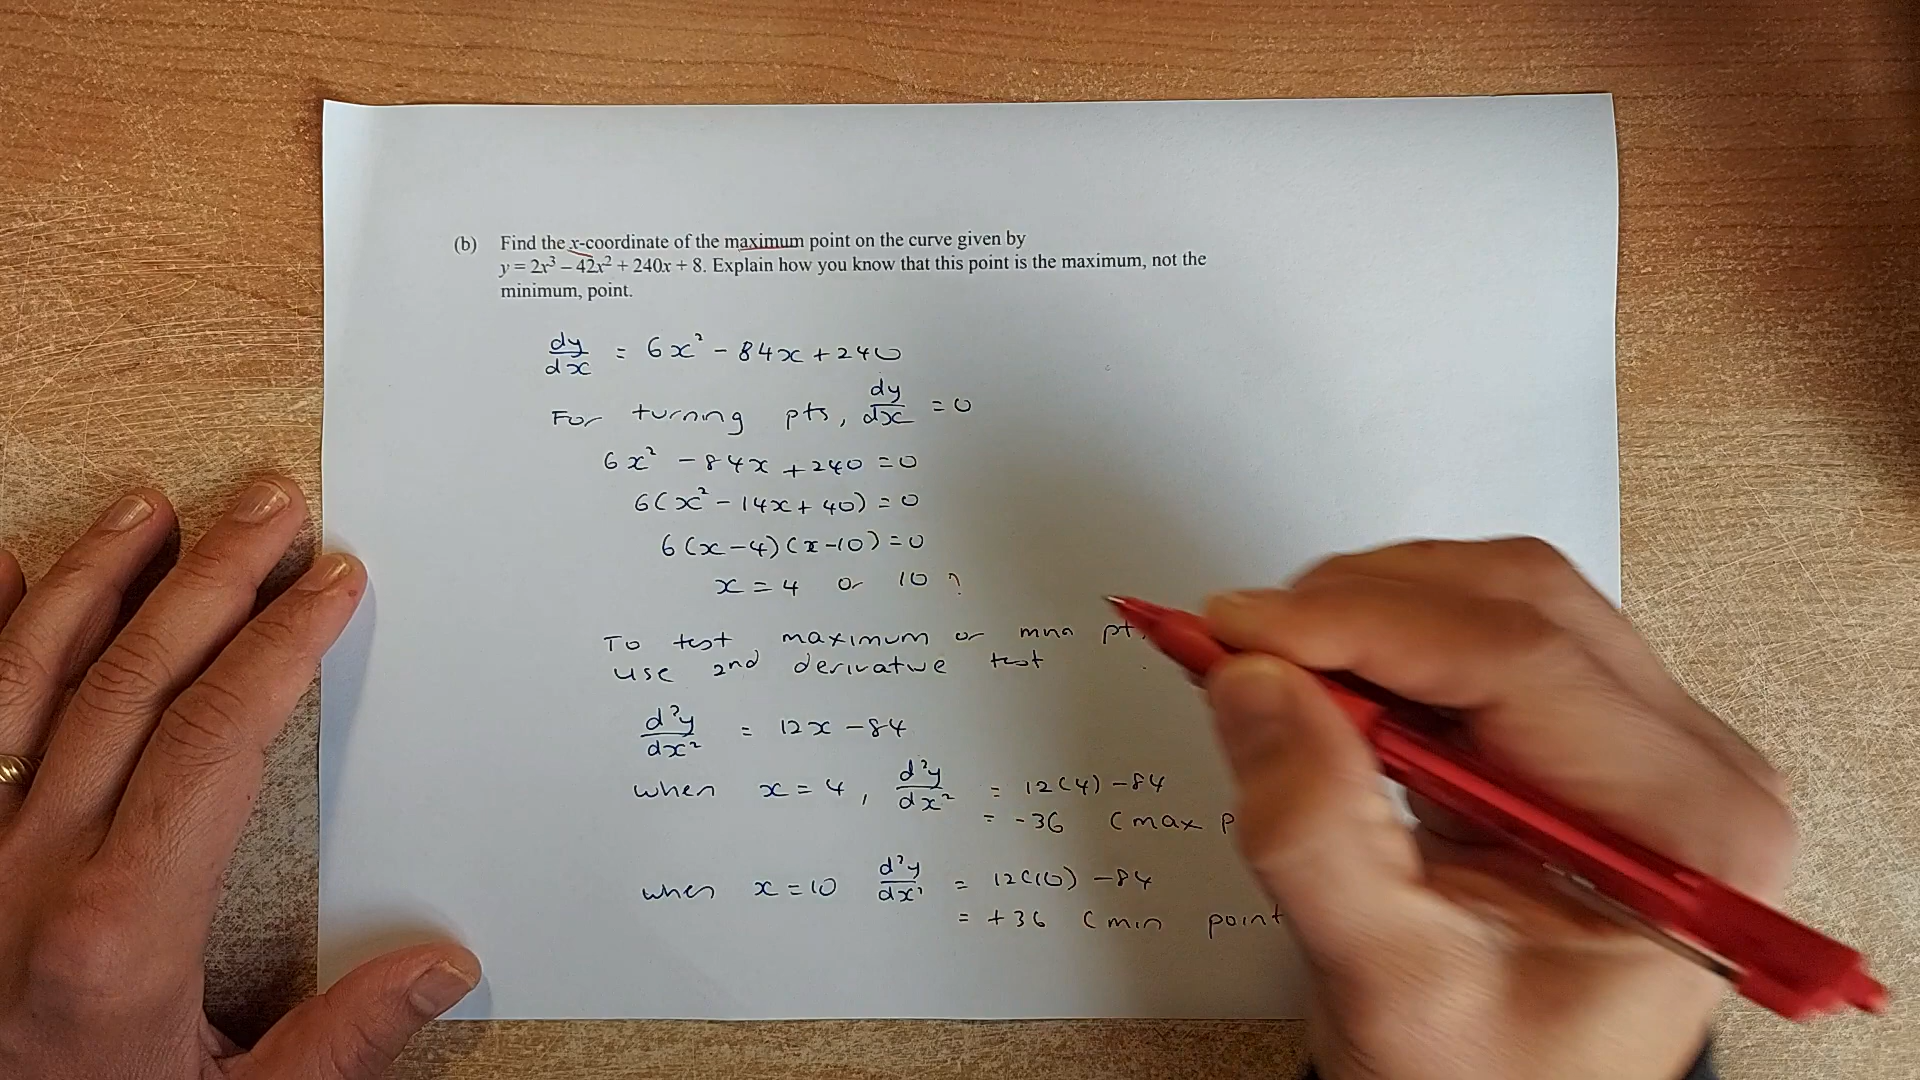 (b) Find the x-coordinate of the maximum point on the curve given by
y = 2x³ – 42x² + 240x + 8. Explain how you know that this point is the maximum, not the
minimum, point.
dy/dx = 6x² - 84x + 240
For turning pts, dy/dx = 0
6x² - 84x + 240 = 0
6(x² - 14x + 40) = 0
6(x-4)(x-10) = 0
x = 4 or 10
To test maximum or pt.
use 2nd derivative test
d²y/dx² = 12x - 84
when x = 4, d²y/dx² = 12(4) - 84
= -36 (max p
when x = 10 d²y/dx² = 12(10) - 84
= +36 (min point